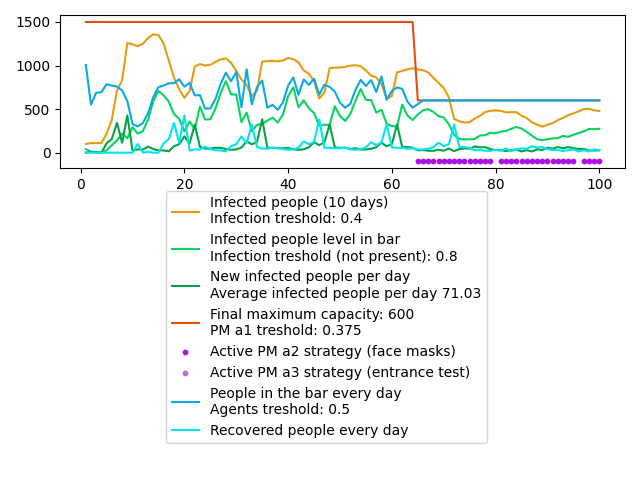 1500
1000
500
0
0 20 40 60 80 100
Infected people (10 days)
Infection treshold: 0.4
Infected people level in bar
Infection treshold (not present): 0.8
New infected people per day
Average infected people per day 71.03
Final maximum capacity: 600
PM a1 treshold: 0.375
Active PM a2 strategy (face masks)
Active PM a3 strategy (entrance test)
People in the bar every day
Agents treshold: 0.5
Recovered people every day